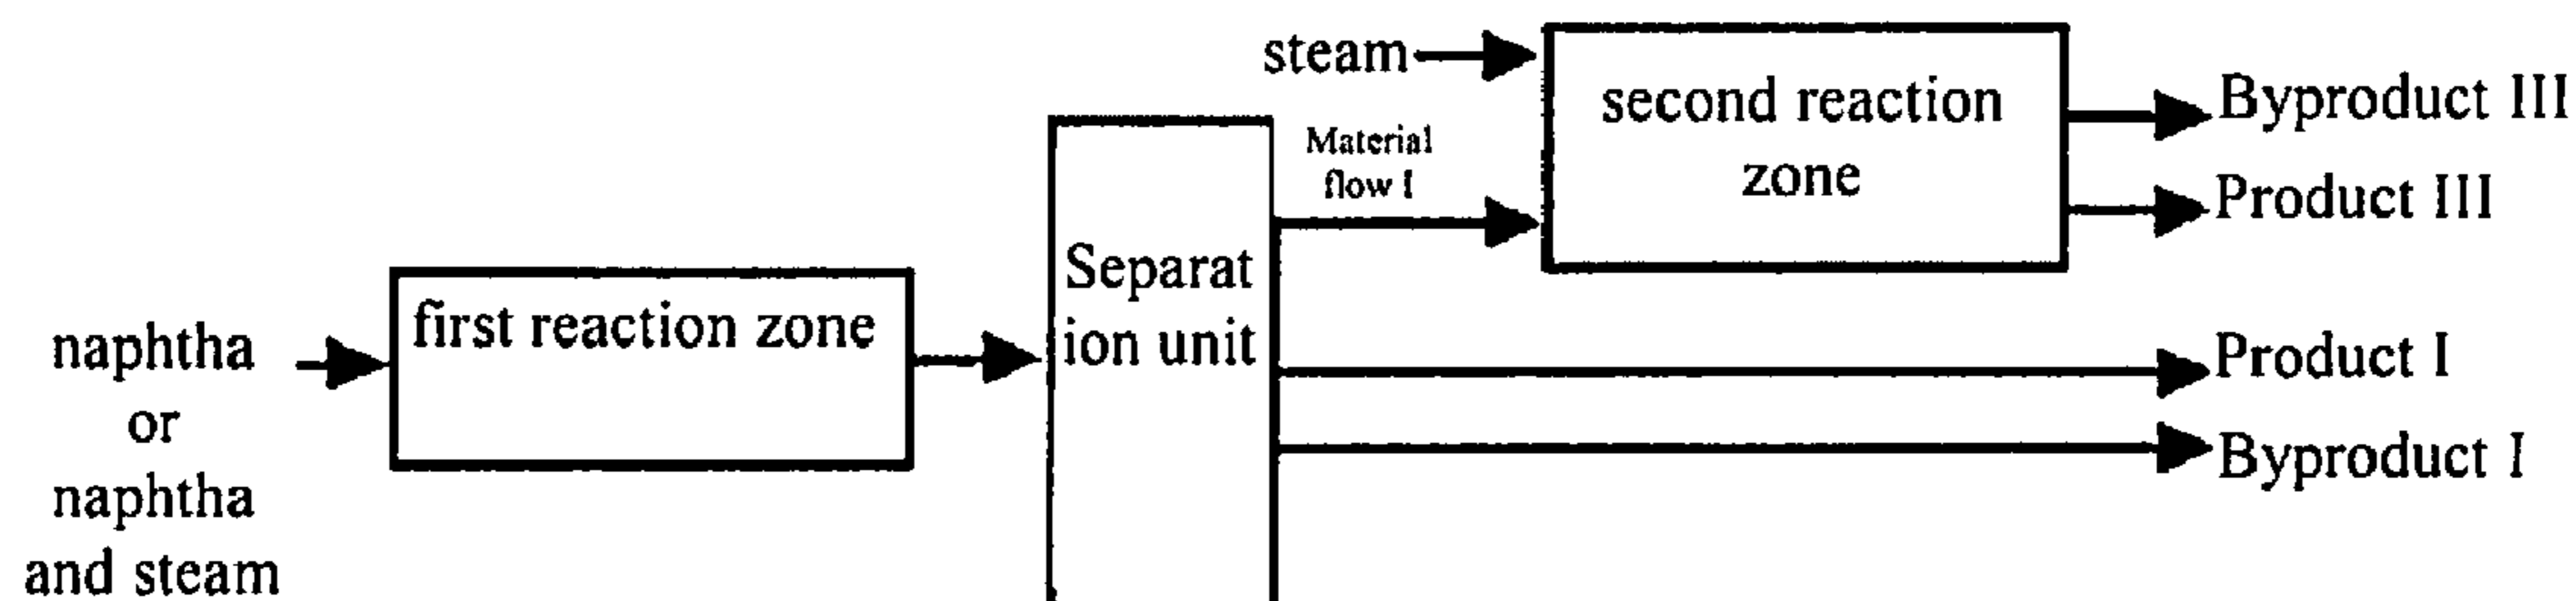 steam
second reaction
zone
Byproduct III
Product III
Material
flow I
Separat
ion unit
first reaction zone
naphtha
or
naphtha
and steam
Product I
Byproduct I